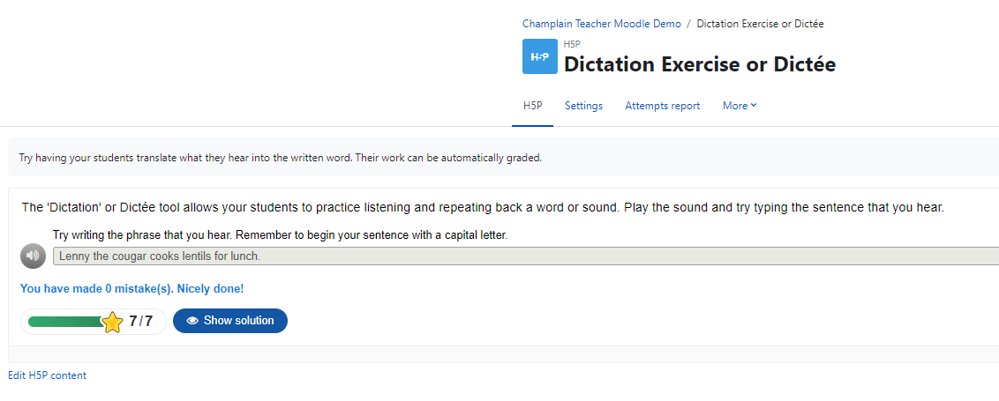 Champlain Teacher Moodle Demo / Dictation Exercise or Dictée
H5P
H5P
Dictation Exercise or Dictée
H5P Settings Attempts report More
Try having your students translate what they hear into the written word. Their work can be automatically graded.
The 'Dictation' or Dictée tool allows your students to practice listening and repeating back a word or sound. Play the sound and try typing the sentence that you hear.
Try writing the phrase that you hear. Remember to begin your sentence with a capital letter.
Lenny the cougar cooks lentils for lunch.
You have made 0 mistake(s). Nicely done!
7/7 Show solution
Edit H5P content